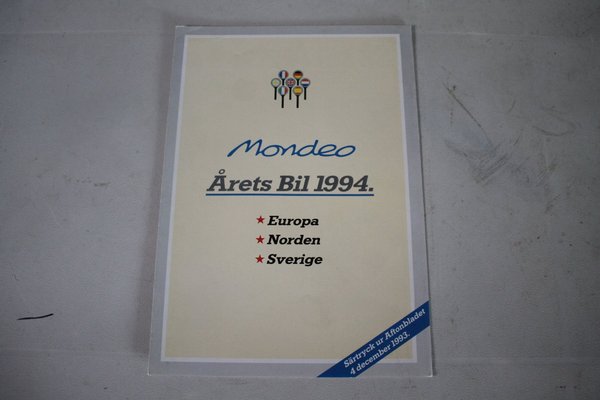 Mondeo
Årets Bil 1994.
★ Europa
★ Norden
★ Sverige
Särtryck ur Aftonbladet
4 december 1993.